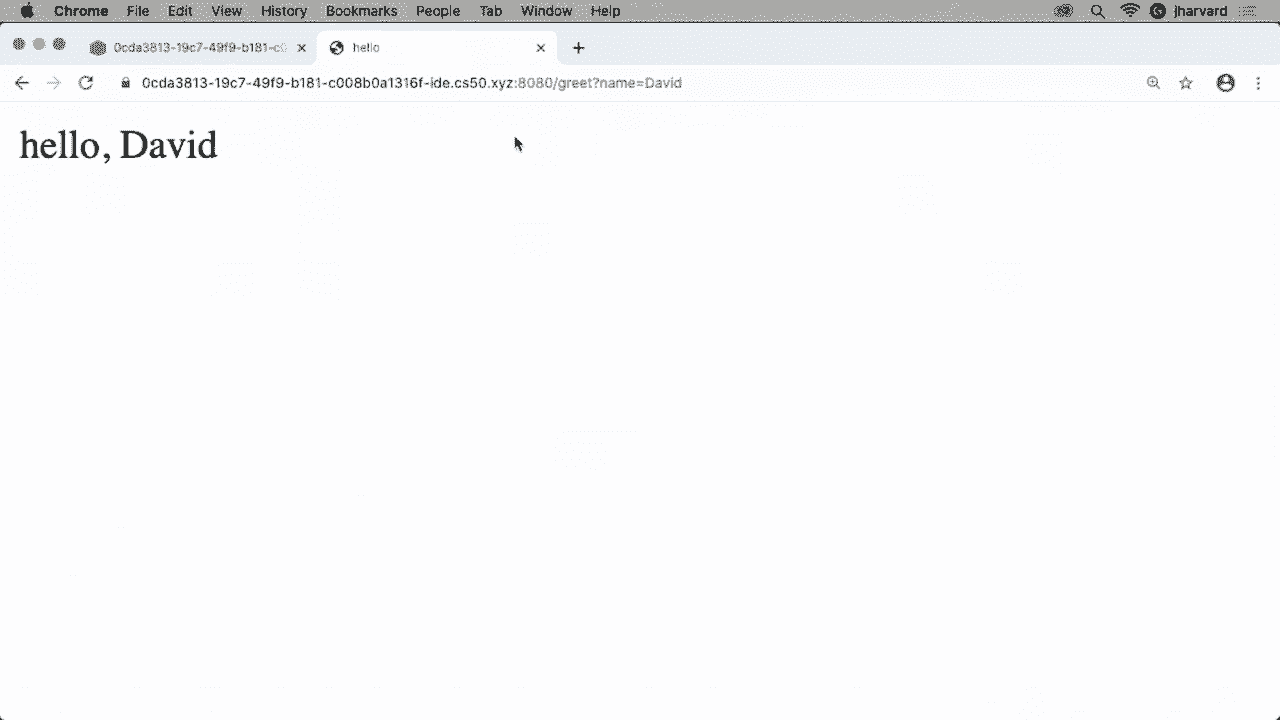 Chrome File Edit View History Bookmarks People Tab Window Help jharvard
0cda3813-19c7-49f9-b181-c hello
0cda3813-19c7-49f9-b181-c008b0a1316f-ide.cs50.xyz:8080/greet?name=David
hello, David